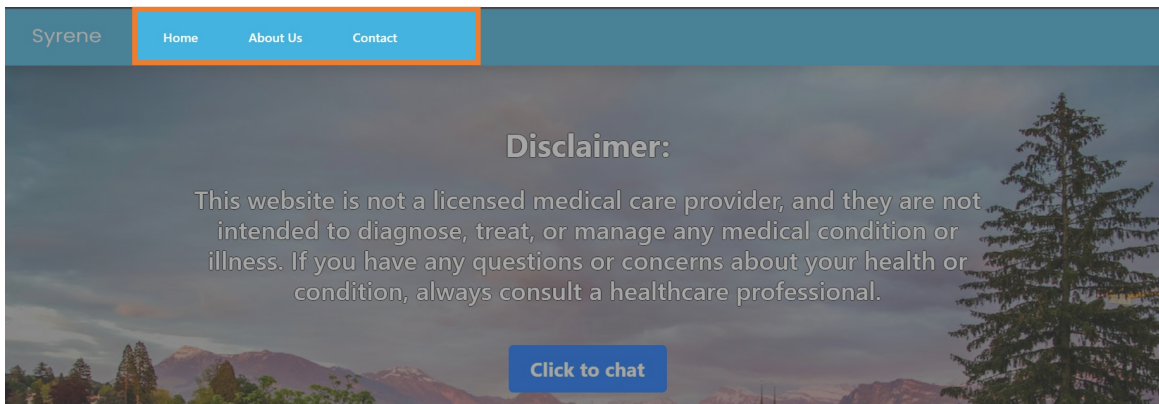 Syrene Home About Us Contact
Disclaimer:
This website is not a licensed medical care provider, and they are not
intended to diagnose, treat, or manage any medical condition or
illness. If you have any questions or concerns about your health or
condition, always consult a healthcare professional.
Click to chat